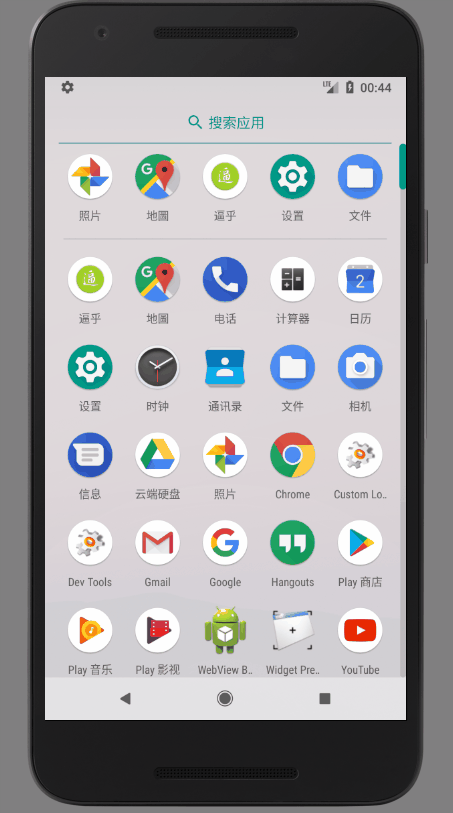 LTE 00:44
搜索应用
照片 地圖 逼乎 设置 文件
逼乎 地圖 电话 计算器 日历
设置 时钟 通讯录 文件 相机
信息 云端硬盘 照片 Chrome Custom Lo..
Dev Tools Gmail Google Hangouts Play 商店
Play 音乐 Play 影视 WebView B.. Widget Pre.. YouTube